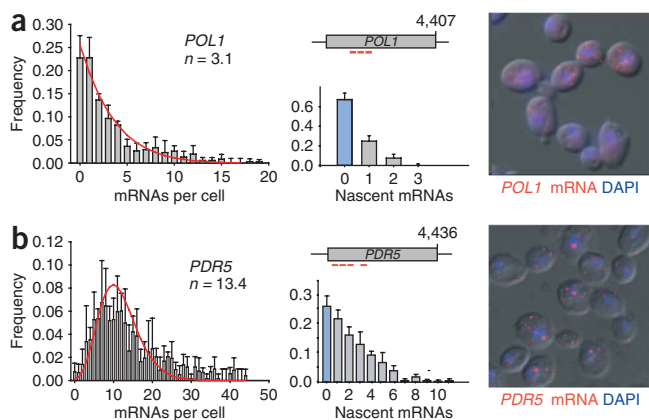 a
POL1
n = 3.1
Frequency
0.30
0.25
0.20
0.15
0.10
0.05
0.00
0 5 10 15 20
mRNAs per cell
4,407
POL1
0.6
0.4
0.2
0.0
0 1 2 3
Nascent mRNAs
POL1 mRNA DAPI
b
PDR5
n = 13.4
Frequency
0.12
0.10
0.08
0.06
0.04
0.02
0.00
0 10 20 30 40 50
mRNAs per cell
4,436
PDR5
0.3
0.2
0.1
0.0
0 2 4 6 8 10
Nascent mRNAs
PDR5 mRNA DAPI